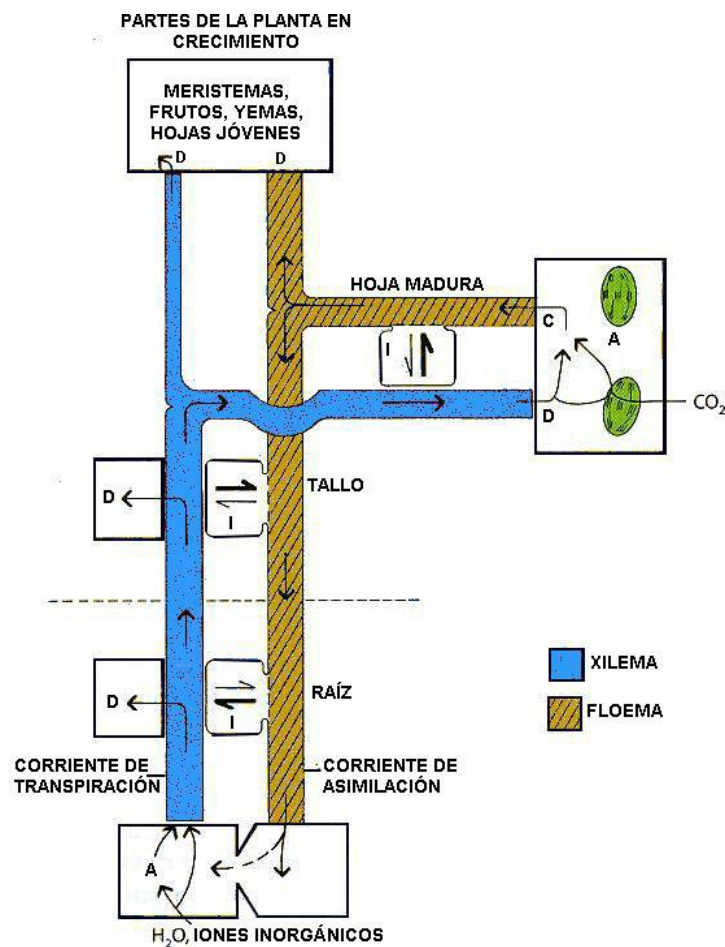 PARTES DE LA PLANTA EN
CRECIMIENTO
MERISTEMAS,
FRUTOS, YEMAS,
HOJAS JÓVENES
D
D
HOJA MADURA
C
A
I
D
CO₂
TALLO
D
I
D
I
RAÍZ
XILEMA
FLOEMA
CORRIENTE DE
TRANSPIRACIÓN
CORRIENTE DE
ASIMILACIÓN
A
H₂O, IONES INORGÁNICOS